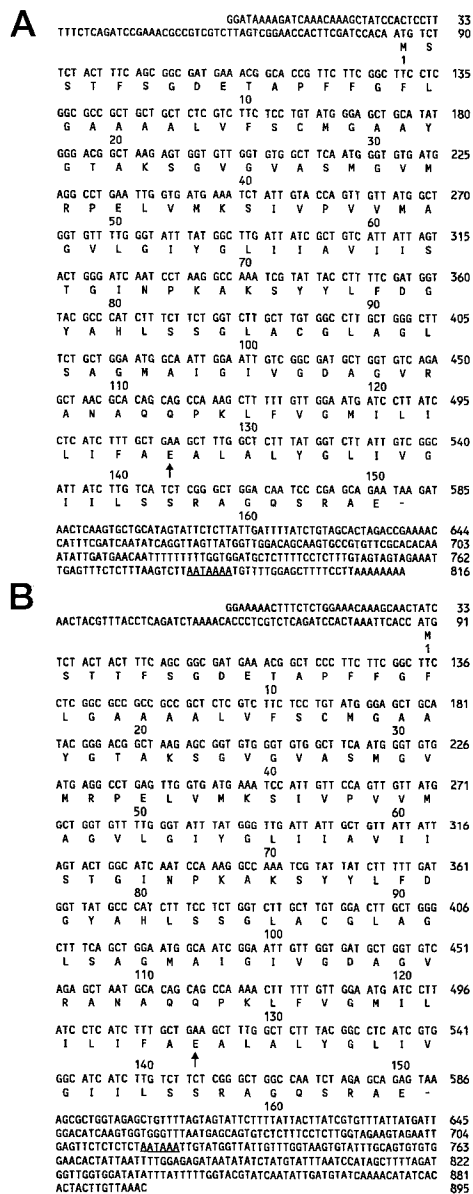 A
GGATAAAAGATCAAACAAAGCTATCCACTCCTT 33
TTTCTCAGATCCGAAACGCCGTCGTCTTAGTCGGAACCACTTCGATCCACA ATG TCT 90
M S
1
TCT ACT TTC AGC GGC GAT GAA ACG GCA CCG TTC TTC GGC TTC CTC 135
S T F S G D E T A P F F G F L
10
GGC GCC GCT GCT GCT CTC GTC TTC TCC TGT ATG GGA GCT GCA TAT 180
G A A A A L V F S C M G A A Y
20 30
GGG ACG GCT AAG AGT GGT GTT GGT GTG GCT TCA ATG GGT GTG ATG 225
G T A K S G V G V A S M G V M
40
AGG CCT GAA TTG GTG ATG AAA TCT ATT GTA CCA GTT GTT ATG GCT 270
R P E L V M K S I V P V V M A
50 60
GGT GTT TTG GGT ATT TAT GGC TTG ATT ATC GCT GTC ATT ATT AGT 315
G V L G I Y G L I I A V I I S
70
ACT GGG ATC AAT CCT AAG GCC AAA TCG TAT TAC CTT TTC GAT GGT 360
T G I N P K A K S Y Y L F D G
80 90
TAC GCC CAT CTT TCT TCT GGT CTT GCT TGT GGC CTT GCT GGG CTT 405
Y A H L S S G L A C G L A G L
100
TCT GCT GGA ATG GCA ATT GGA ATT GTC GGC GAT GCT GGT GTC AGA 450
S A G M A I G I V G D A G V R
110 120
GCT AAC GCA CAG CAG CCA AAG CTT TTT GTT GGA ATG ATC CTT ATC 495
A N A Q Q P K L F V G M I L I
130
CTC ATC TTT GCT GAA GCT TTG GCT CTT TAT GGT CTT ATT GTC GGC 540
L I F A E A L A L Y G L I V G
140 150
ATT ATC TTG TCA TCT CGG GCT GGA CAA TCC CGA GCA GAA TAA GAT 585
I I L S S R A G Q S R A E -
160
AACTCAAGTGCTGCATAGTATTCTCTTATTGATTTTATCTGTAGCACTAGACCGAAAAC 644
CATTTCGATCAATATCAGGTTAGTTATGGTTGGACAGCAAGTGCCGTGTTCGCACACAA 703
ATATTGATGAACAATTTTTTTTTGGTGGATGCTCTTTTCCTCTTTGTAGTAGTAGAAAT 762
TGAGTTTCTCTTTAAGTCTTAATAAAATGTTTTGGAGCTTTTCCTTAAAAAAAA 816
B
GGAAAAACTTTCTCTGGAAACAAAGCAACTATC 33
AACTACGTTTACCTCAGATCTAAAACACCCTCGTCTCAGATCCACTAAATTCACC ATG 91
M
1
TCT ACT ACT TTC AGC GGC GAT GAA ACG GCT CCC TTC TTC GGC TTC 136
S T T F S G D E T A P F F G F
10
CTC GGC GCC GCC GCC GCT CTC GTC TTC TCC TGT ATG GGA GCT GCA 181
L G A A A A L V F S C M G A A
20 30
TAC GGG ACG GCT AAG AGC GGT GTG GGT GTG GCT TCA ATG GGT GTG 226
Y G T A K S G V G V A S M G V
40
ATG AGG CCT GAG TTG GTG ATG AAA TCC ATT GTT CCA GTT GTT ATG 271
M R P E L V M K S I V P V V M
50 60
GCT GGT GTT TTG GGT ATT TAT GGG TTG ATT ATT GCT GTT ATT ATT 316
A G V L G I Y G L I I A V I I
70
AGT ACT GGC ATC AAT CCA AAG GCC AAA TCG TAT TAT CTT TTT GAT 361
S T G I N P K A K S Y Y L F D
80 90
GGT TAT GCC CAT CTT TCC TCT GGT CTT GCT TGT GGA CTT GCT GGG 406
G Y A H L S S G L A C G L A G
100
CTT TCA GCT GGA ATG GCA ATC GGA ATT GTT GGT GAT GCT GGT GTC 451
L S A G M A I G I V G D A G V
110 120
AGA GCT AAT GCA CAG CAG CCA AAA CTT TTT GTT GGA ATG ATC CTT 496
R A N A Q Q P K L F V G M I L
130
ATC CTC ATC TTT GCT GAA GCT TTG GCT CTT TAC GGC CTC ATC GTG 541
I L I F A E A L A L Y G L I V
140 150
GGC ATC ATC TTG TCT TCT CGG GCT GGC CAA TCT AGA GCA GAG TAA 586
G I I L S S R A G Q S R A E -
160
AGCGCTGGTAGAGCTGTTTTAGTAGTATTCTTTTATTACTTATCGTGTTTATTATGATT 645
GGACATCAAGTGGTGGGTTTAATGAGCAGTGTCTTTCCTCTTGGTAGAAGTAGAATT 704
GAGTTCTCTCTCTAATAAATTGTATGGTTATTGTTTGGTAAGTGTATTTGCAGTGTGTG 763
GAACACTATTAATTTTGGAGAGATAATATATCTATGTATTTAATCCATAGCTTTTAGAT 822
GGTTGGTGGATATATTTATTTTTGGTACGTATCAATATTGATGTATCAAAACATATCAC 881
ACTACTTGTTAAAC 895